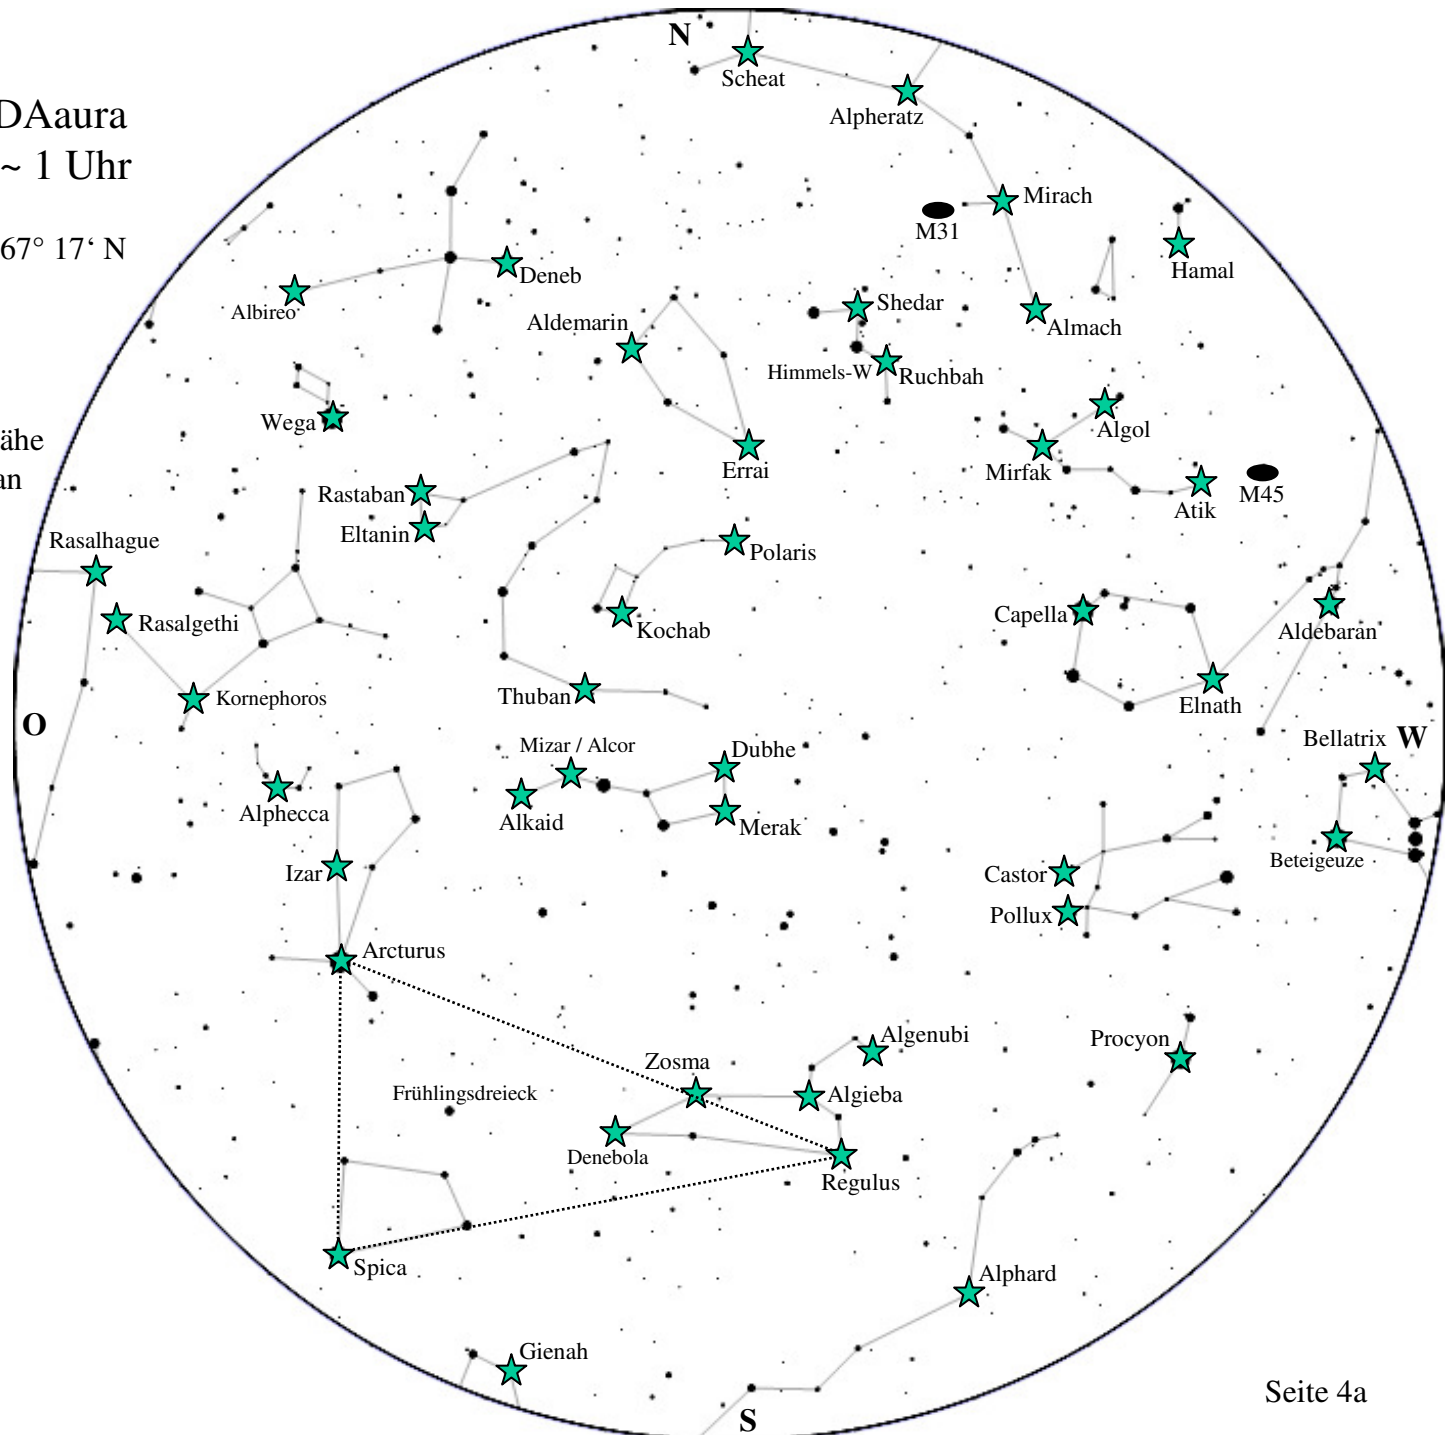 N
Scheat
DAaura
Alpheratz
~ 1 Uhr
Mirach
M31
67° 17‘ N
Hamal
Deneb
Albireo
Shedar
Aldemarin
Almach
Himmels-W
Ruchbah
Wega
Algol
ähe
Errai
Mirfak
an
Rastaban
M45
Atik
Eltanin
Rasalhague
Polaris
Capella
Rasalgethi
Kochab
Aldebaran
Thuban
Kornephoros
Elnath
O
Mizar / Alcor
Dubhe
Bellatrix
W
Alphecca
Alkaid
Merak
Beteigeuze
Izar
Castor
Pollux
Arcturus
Algenubi
Procyon
Zosma
Frühlingsdreieck
Algieba
Denebola
Regulus
Spica
Alphard
Gienah
Seite 4a
S